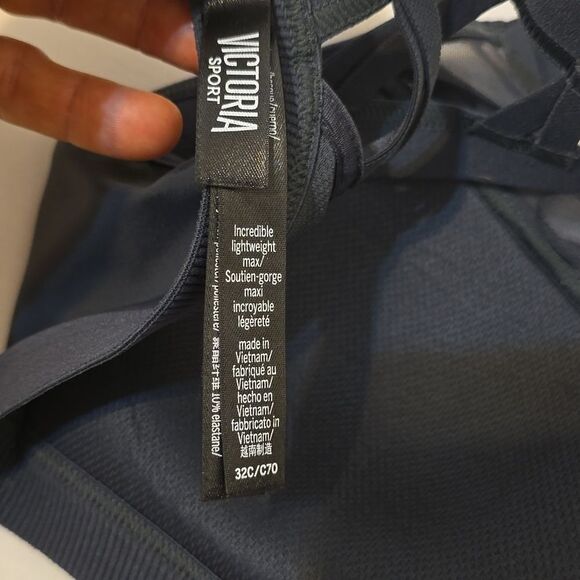 VICTORIA
SPORT
Incredible
lightweight
max/
Soutien-gorge
maxi
incroyable
légèreté
made in
Vietnam/
fabriqué au
Vietnam/
hecho en
Vietnam/
fabbricato in
Vietnam/
越南制造
32C/C70
10% elastane/